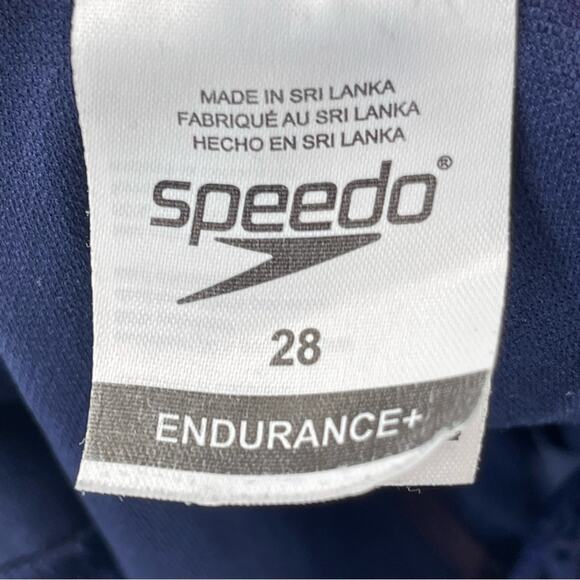 MADE IN SRI LANKA
FABRIQUÉ AU SRI LANKA
HECHO EN SRI LANKA
speedo®
28
ENDURANCE+